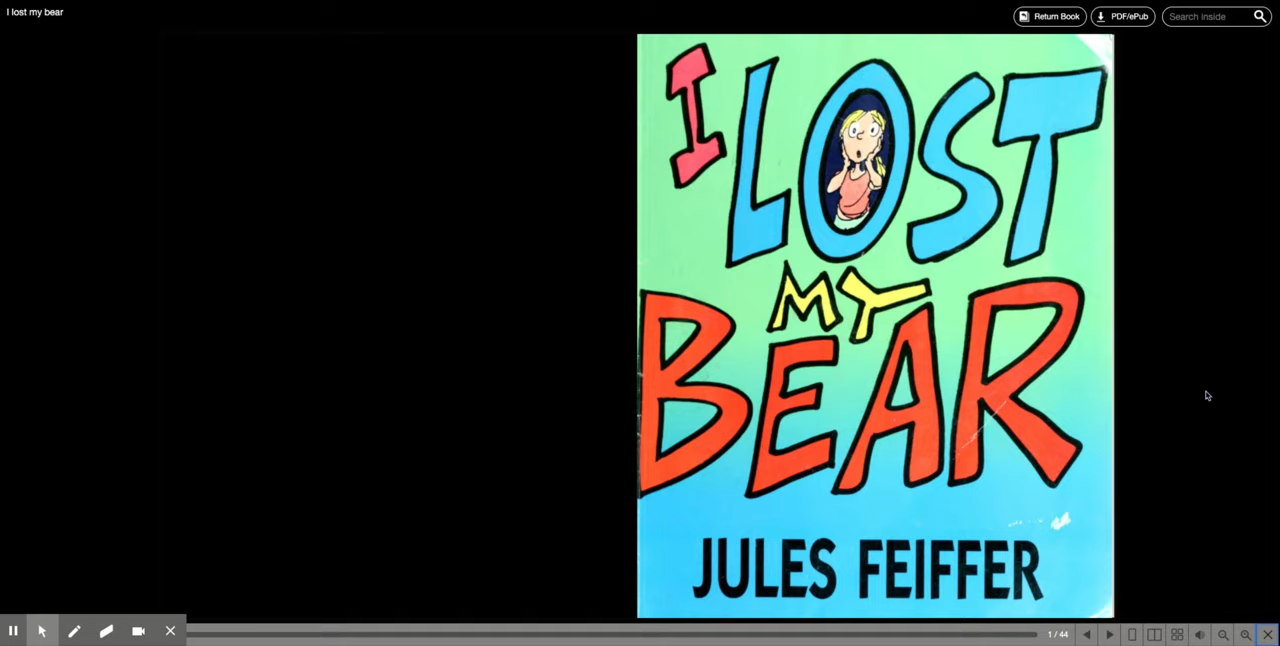 I lost my bear
Return Book
PDF/ePub
Search inside
I LOST
MY
BEAR
JULES FEIFFER
1 / 44